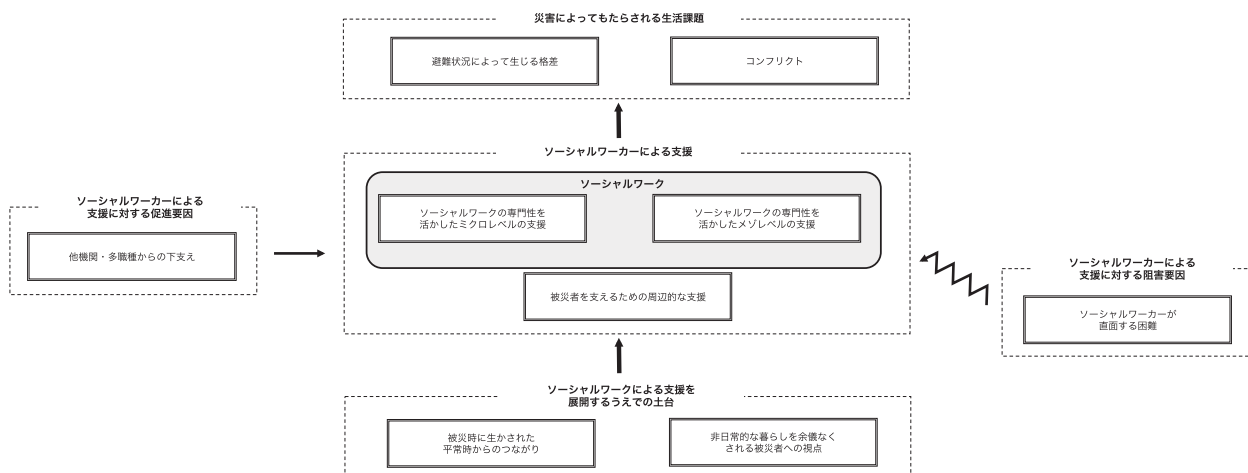 災害によってもたらされる生活課題
避難状況によって生じる格差
コンフリクト
ソーシャルワーカーによる支援
ソーシャルワーク
ソーシャルワークの専門性を
活かしたミクロレベルの支援
ソーシャルワークの専門性を
活かしたメゾレベルの支援
被災者を支えるための周辺的な支援
ソーシャルワーカーによる
支援に対する促進要因
他機関・多職種からの下支え
ソーシャルワーカーによる
支援に対する阻害要因
ソーシャルワーカーが
直面する困難
ソーシャルワークによる支援を
展開するうえでの土台
被災時に生かされた
平常時からのつながり
非日常的な暮らしを余儀なく
される被災者への視点